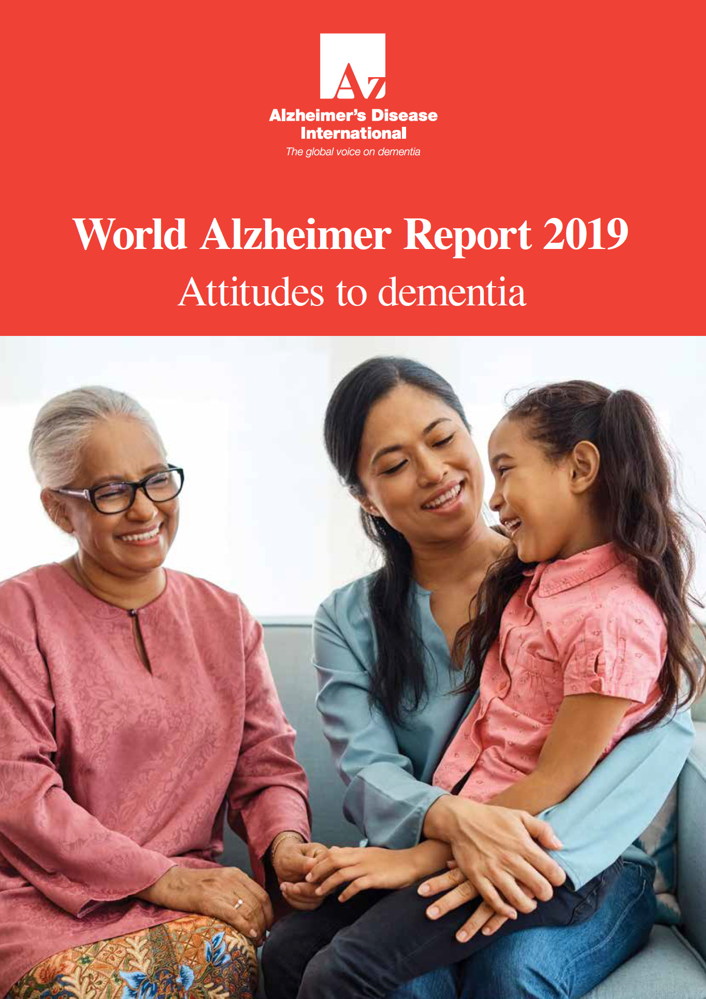 Az
Alzheimer's Disease
International
The global voice on dementia
World Alzheimer Report 2019
Attitudes to dementia